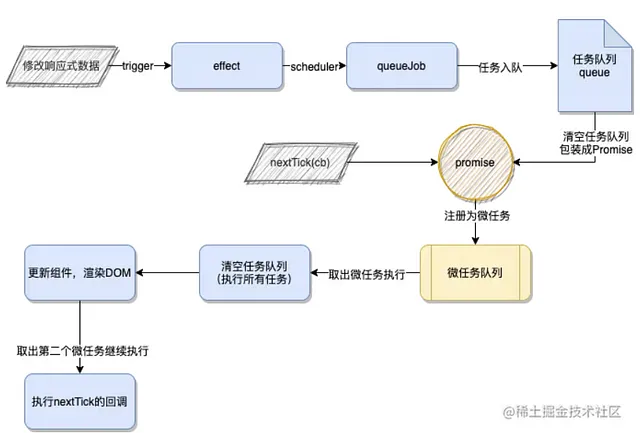 修改响应式数据
trigger
effect
scheduler
queueJob
任务入队
任务队列
queue
清空任务队列
包装成Promise
nextTick(cb)
promise
注册为微任务
微任务队列
取出微任务执行
清空任务队列
（执行所有任务）
更新组件，渲染DOM
取出第二个微任务继续执行
执行nextTick的回调
@稀土掘金技术社区